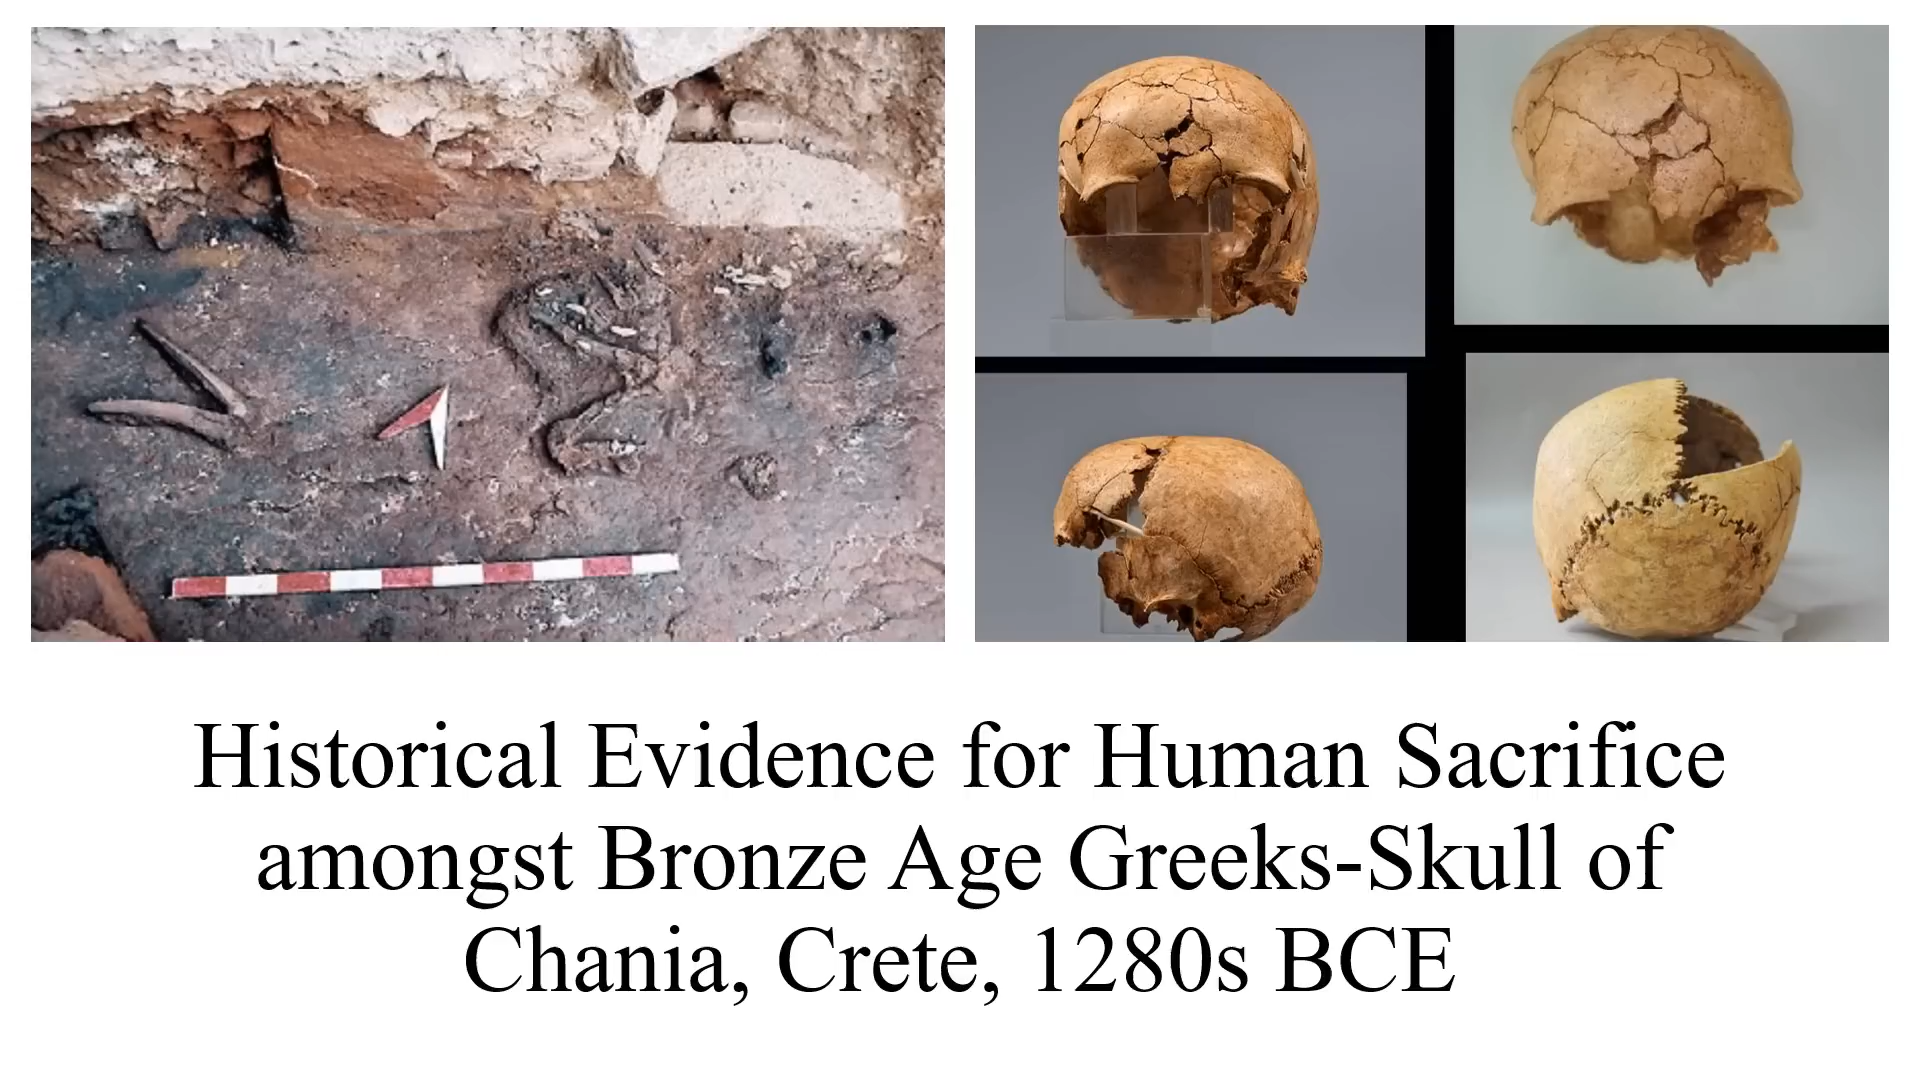 Historical Evidence for Human Sacrifice
amongst Bronze Age Greeks-Skull of
Chania, Crete, 1280s BCE